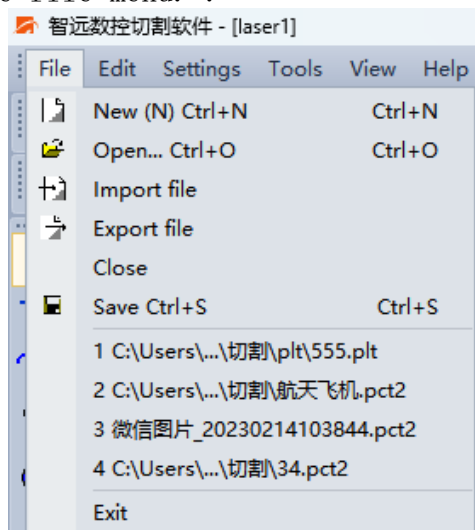 智远数控切割软件 - [laser1]
File Edit Settings Tools View Help
New (N) Ctrl+N Ctrl+N
Open... Ctrl+O Ctrl+O
Import file
Export file
Close
Save Ctrl+S Ctrl+S
1 C:\Users\...\切割\plt\555.plt
2 C:\Users\...\切割\航天飞机.pct2
3 微信图片_20230214103844.pct2
4 C:\Users\...\切割\34.pct2
Exit